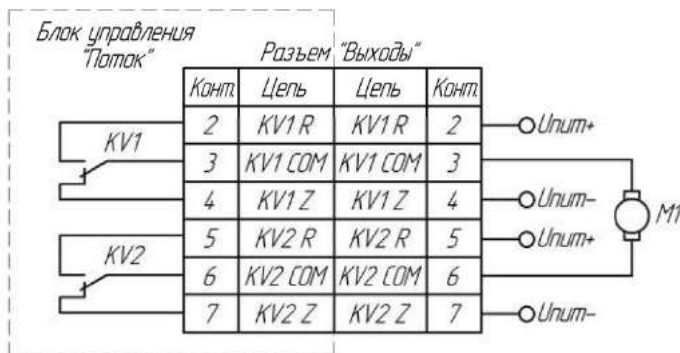 Блок управления
"Поток"
Разъем "Выходы"
Конт. Цепь Цепь Конт.
2 KV1 R KV1 R 2 Uпит+
KV1
3 KV1 COM KV1 COM 3
4 KV1 Z KV1 Z 4 Uпит-
M1
5 KV2 R KV2 R 5 Uпит+
KV2
6 KV2 COM KV2 COM 6
7 KV2 Z KV2 Z 7 Uпит-